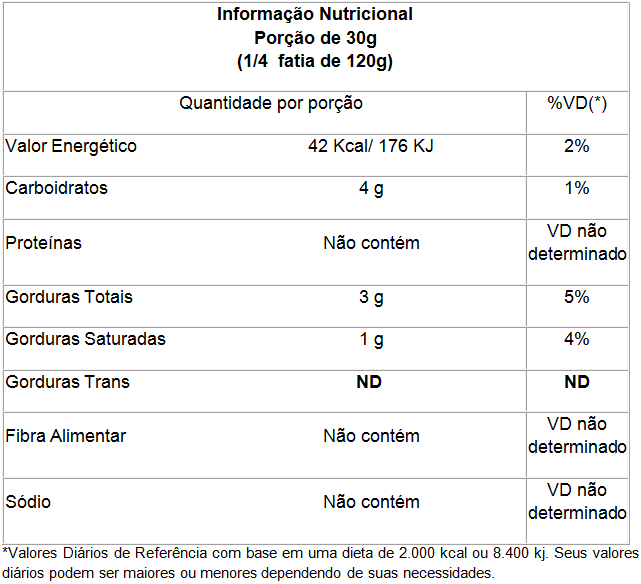 Informação Nutricional
Porção de 30g
(1/4 fatia de 120g)
Quantidade por porção %VD(*)
Valor Energético 42 Kcal/ 176 KJ 2%
Carboidratos 4 g 1%
Proteínas Não contém VD não
determinado
Gorduras Totais 3 g 5%
Gorduras Saturadas 1 g 4%
Gorduras Trans ND ND
Fibra Alimentar Não contém VD não
determinado
Sódio Não contém VD não
determinado
*Valores Diários de Referência com base em uma dieta de 2.000 kcal ou 8.400 kj. Seus valores
diários podem ser maiores ou menores dependendo de suas necessidades.